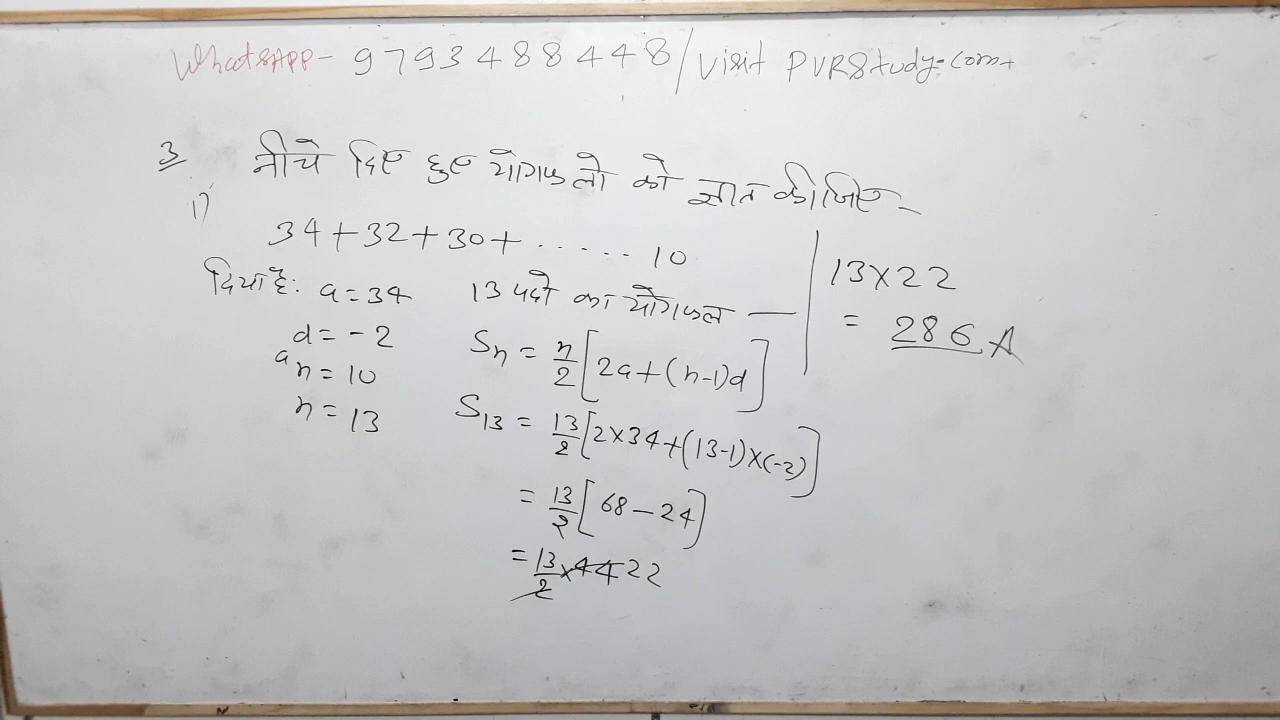 WhatsAPP - 9793488448/Visit PVRStudy.com
3 नीचे दिए हुए योगफलो को ज्ञात कीजिए -
1) 34+32+30+ ...... 10
दिया है: a=34
d = -2
an = 10
n = 13
13 पदो का योगफल —
Sn = n/2 [2a+(n-1)d]
S13 = 13/2 [2×34+(13-1)×(-2)]
= 13/2 [68-24]
= 13/2 × 44 22
13×22
= 286 A